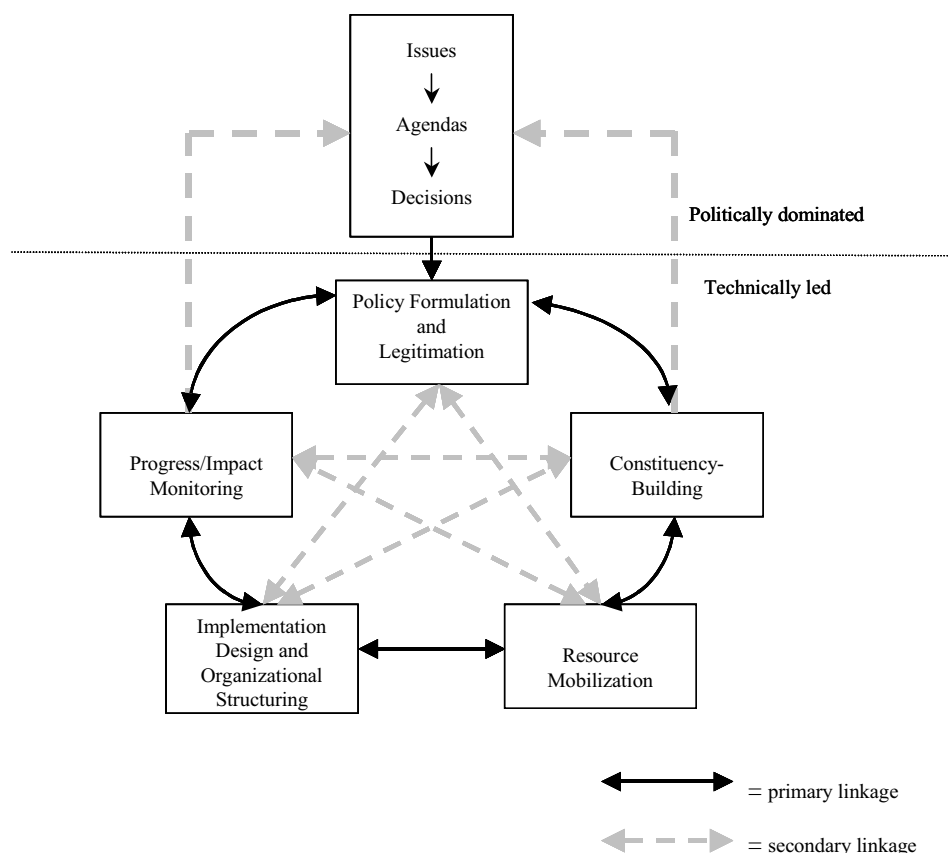 Issues
Agendas
Decisions
Politically dominated
Technically led
Policy Formulation
and
Legitimation
Progress/Impact
Monitoring
Constituency-
Building
Implementation
Design and
Organizational
Structuring
Resource
Mobilization
= primary linkage
= secondary linkage